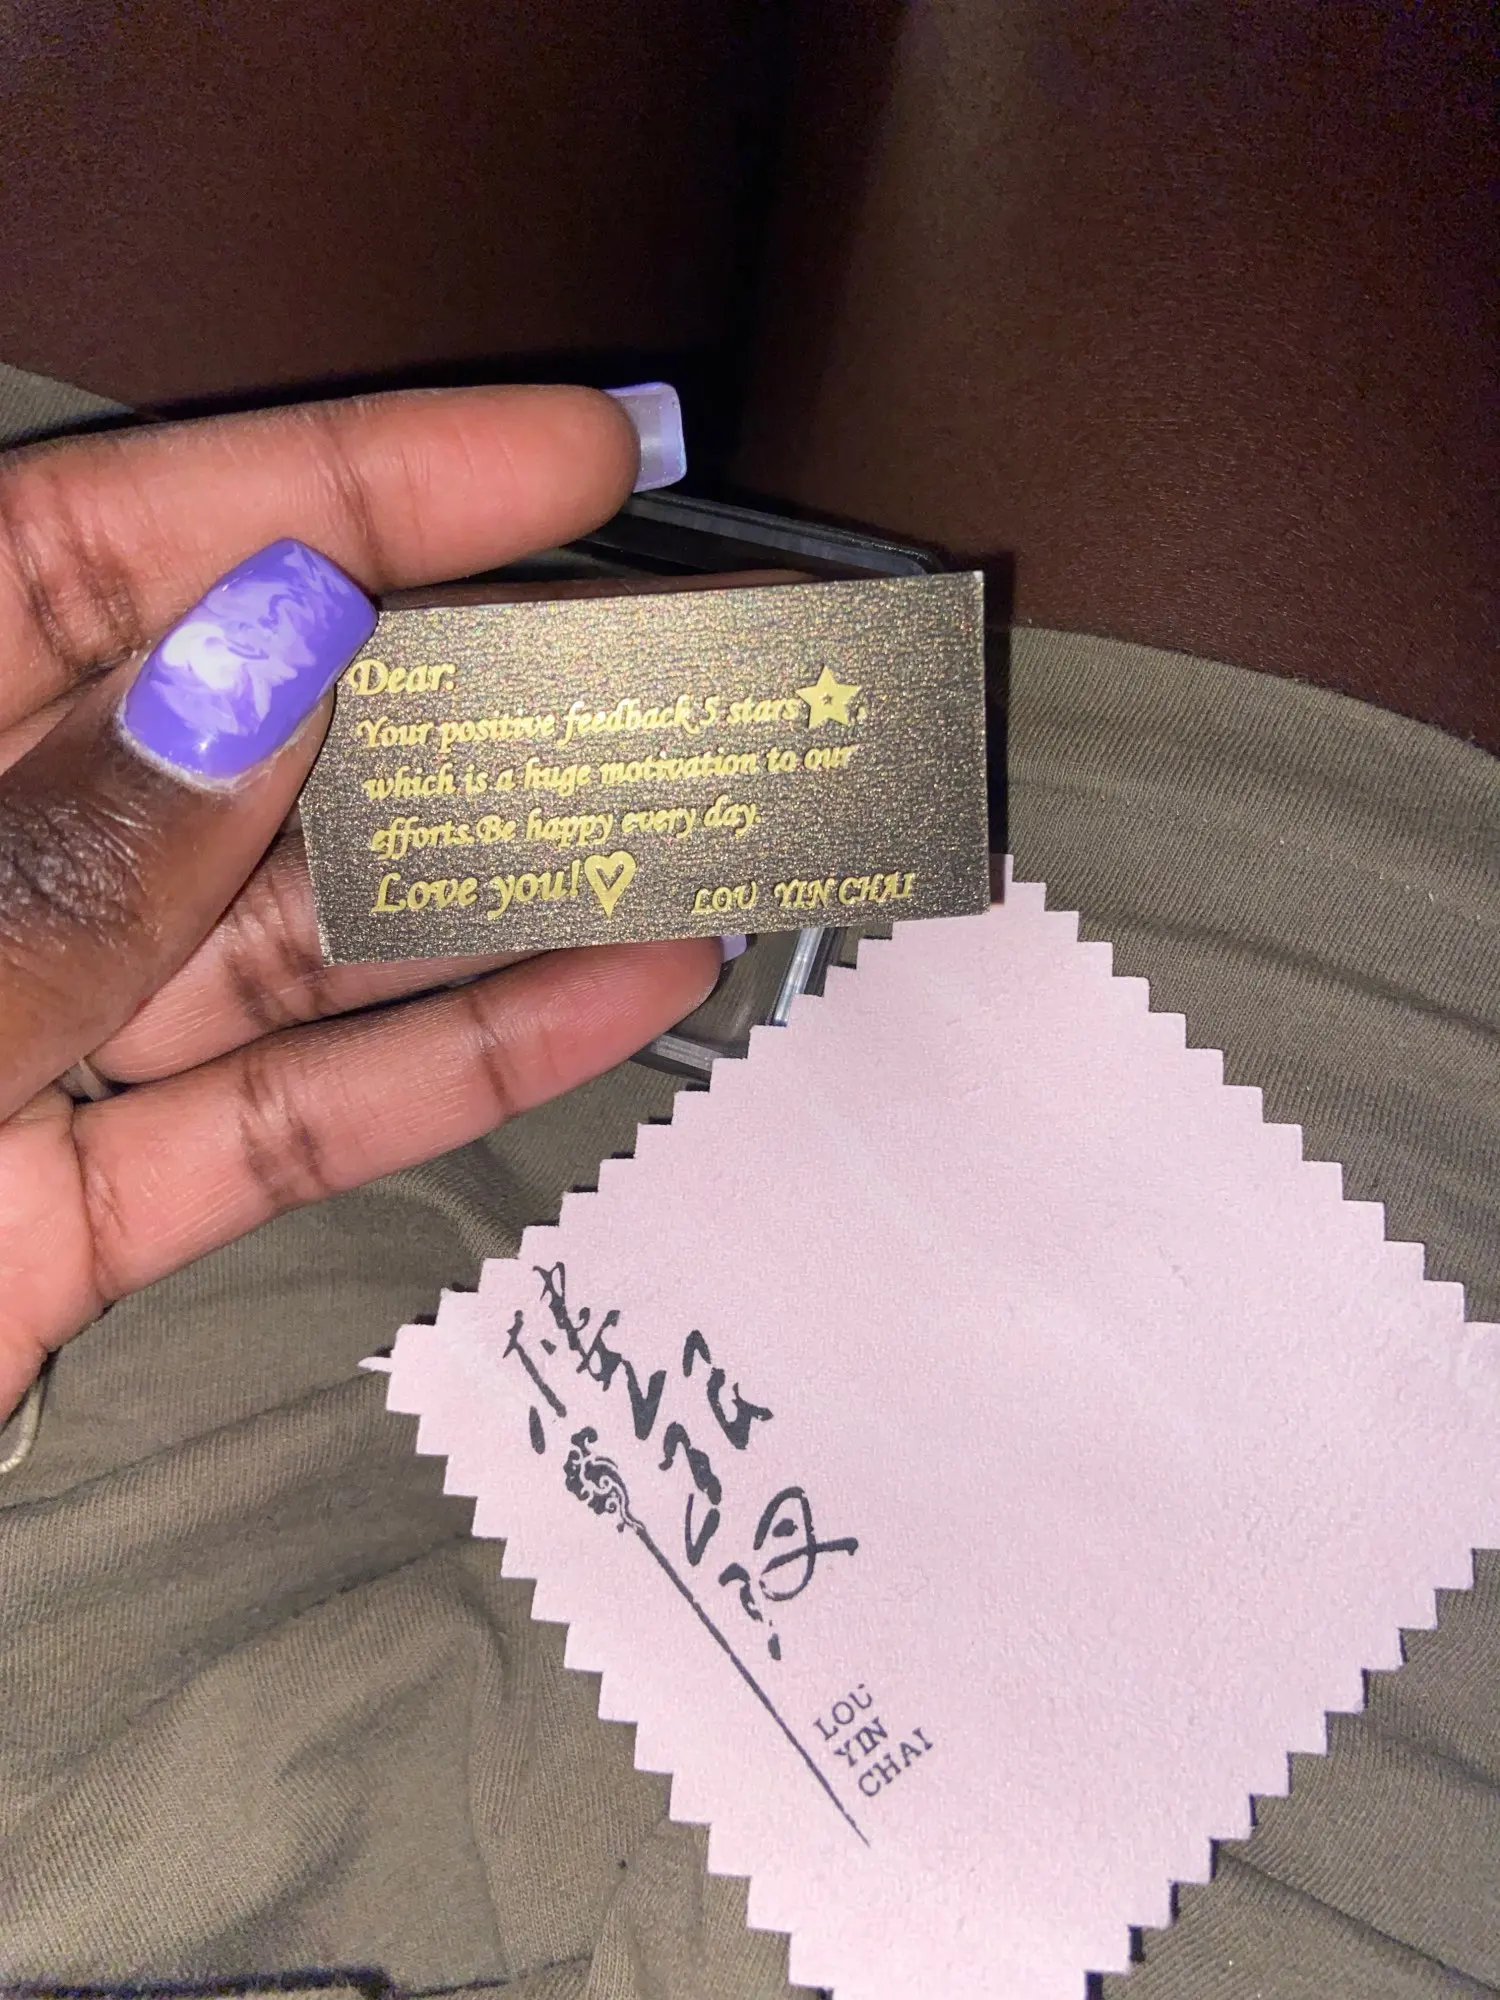 Dear:
Your positive feedback 5 stars★,
which is a huge motivation to our
efforts.Be happy every day.
Love you!♡ LOU YIN CHAI
LOU
YIN
CHAI